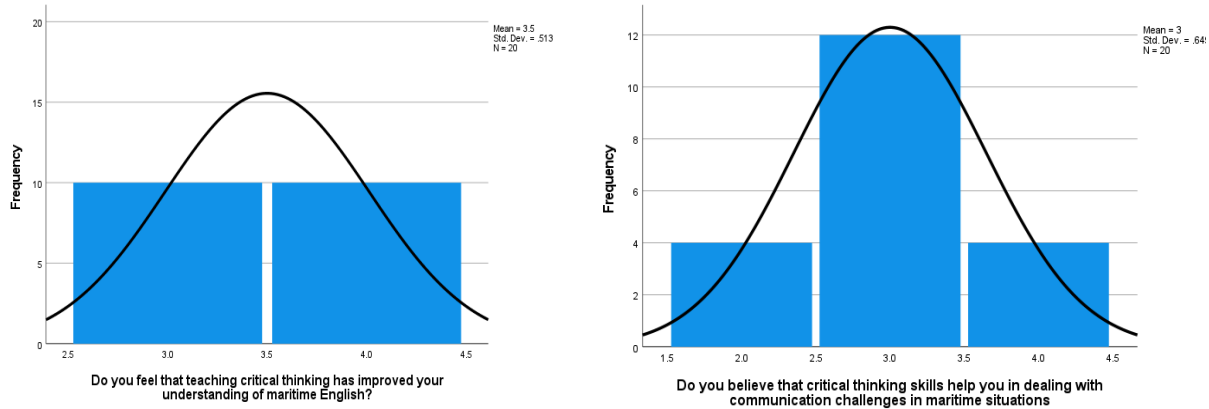 20
15
10
5
0
Frequency
2.5 3.0 3.5 4.0 4.5
Do you feel that teaching critical thinking has improved your
understanding of maritime English?
Mean = 3.5
Std. Dev. = .513
N = 20
12
10
8
6
4
2
0
Frequency
1.5 2.0 2.5 3.0 3.5 4.0 4.5
Do you believe that critical thinking skills help you in dealing with
communication challenges in maritime situations
Mean = 3
Std. Dev. = .649
N = 20